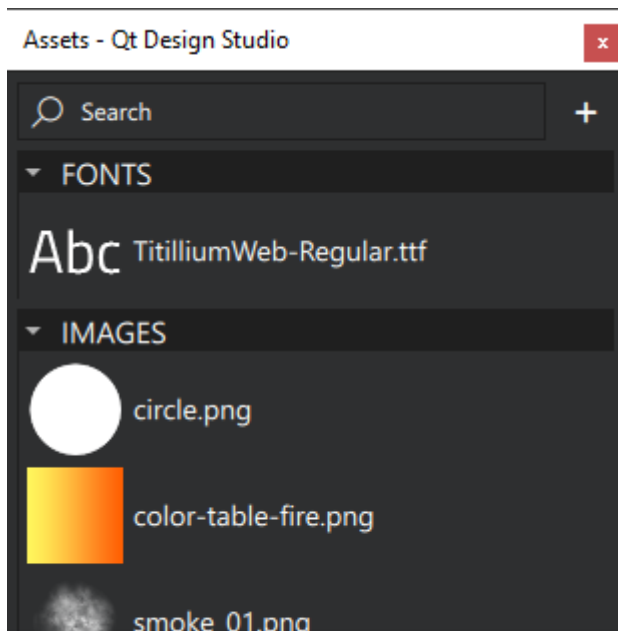 Assets - Qt Design Studio
x
Search
+
FONTS
Abc TitilliumWeb-Regular.ttf
IMAGES
circle.png
color-table-fire.png
smoke_01.png